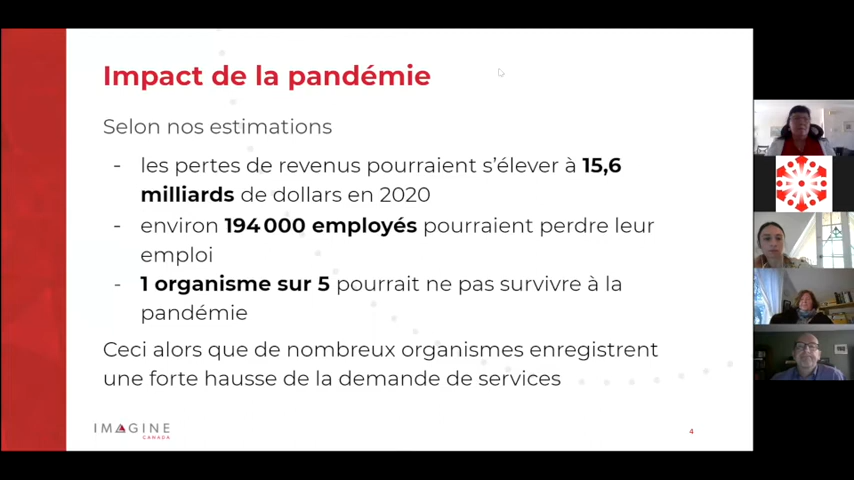 Impact de la pandémie
Selon nos estimations
- les pertes de revenus pourraient s’élever à 15,6
milliards de dollars en 2020
- environ 194 000 employés pourraient perdre leur
emploi
- 1 organisme sur 5 pourrait ne pas survivre à la
pandémie
Ceci alors que de nombreux organismes enregistrent
une forte hausse de la demande de services
IMAGINE
CANADA
4